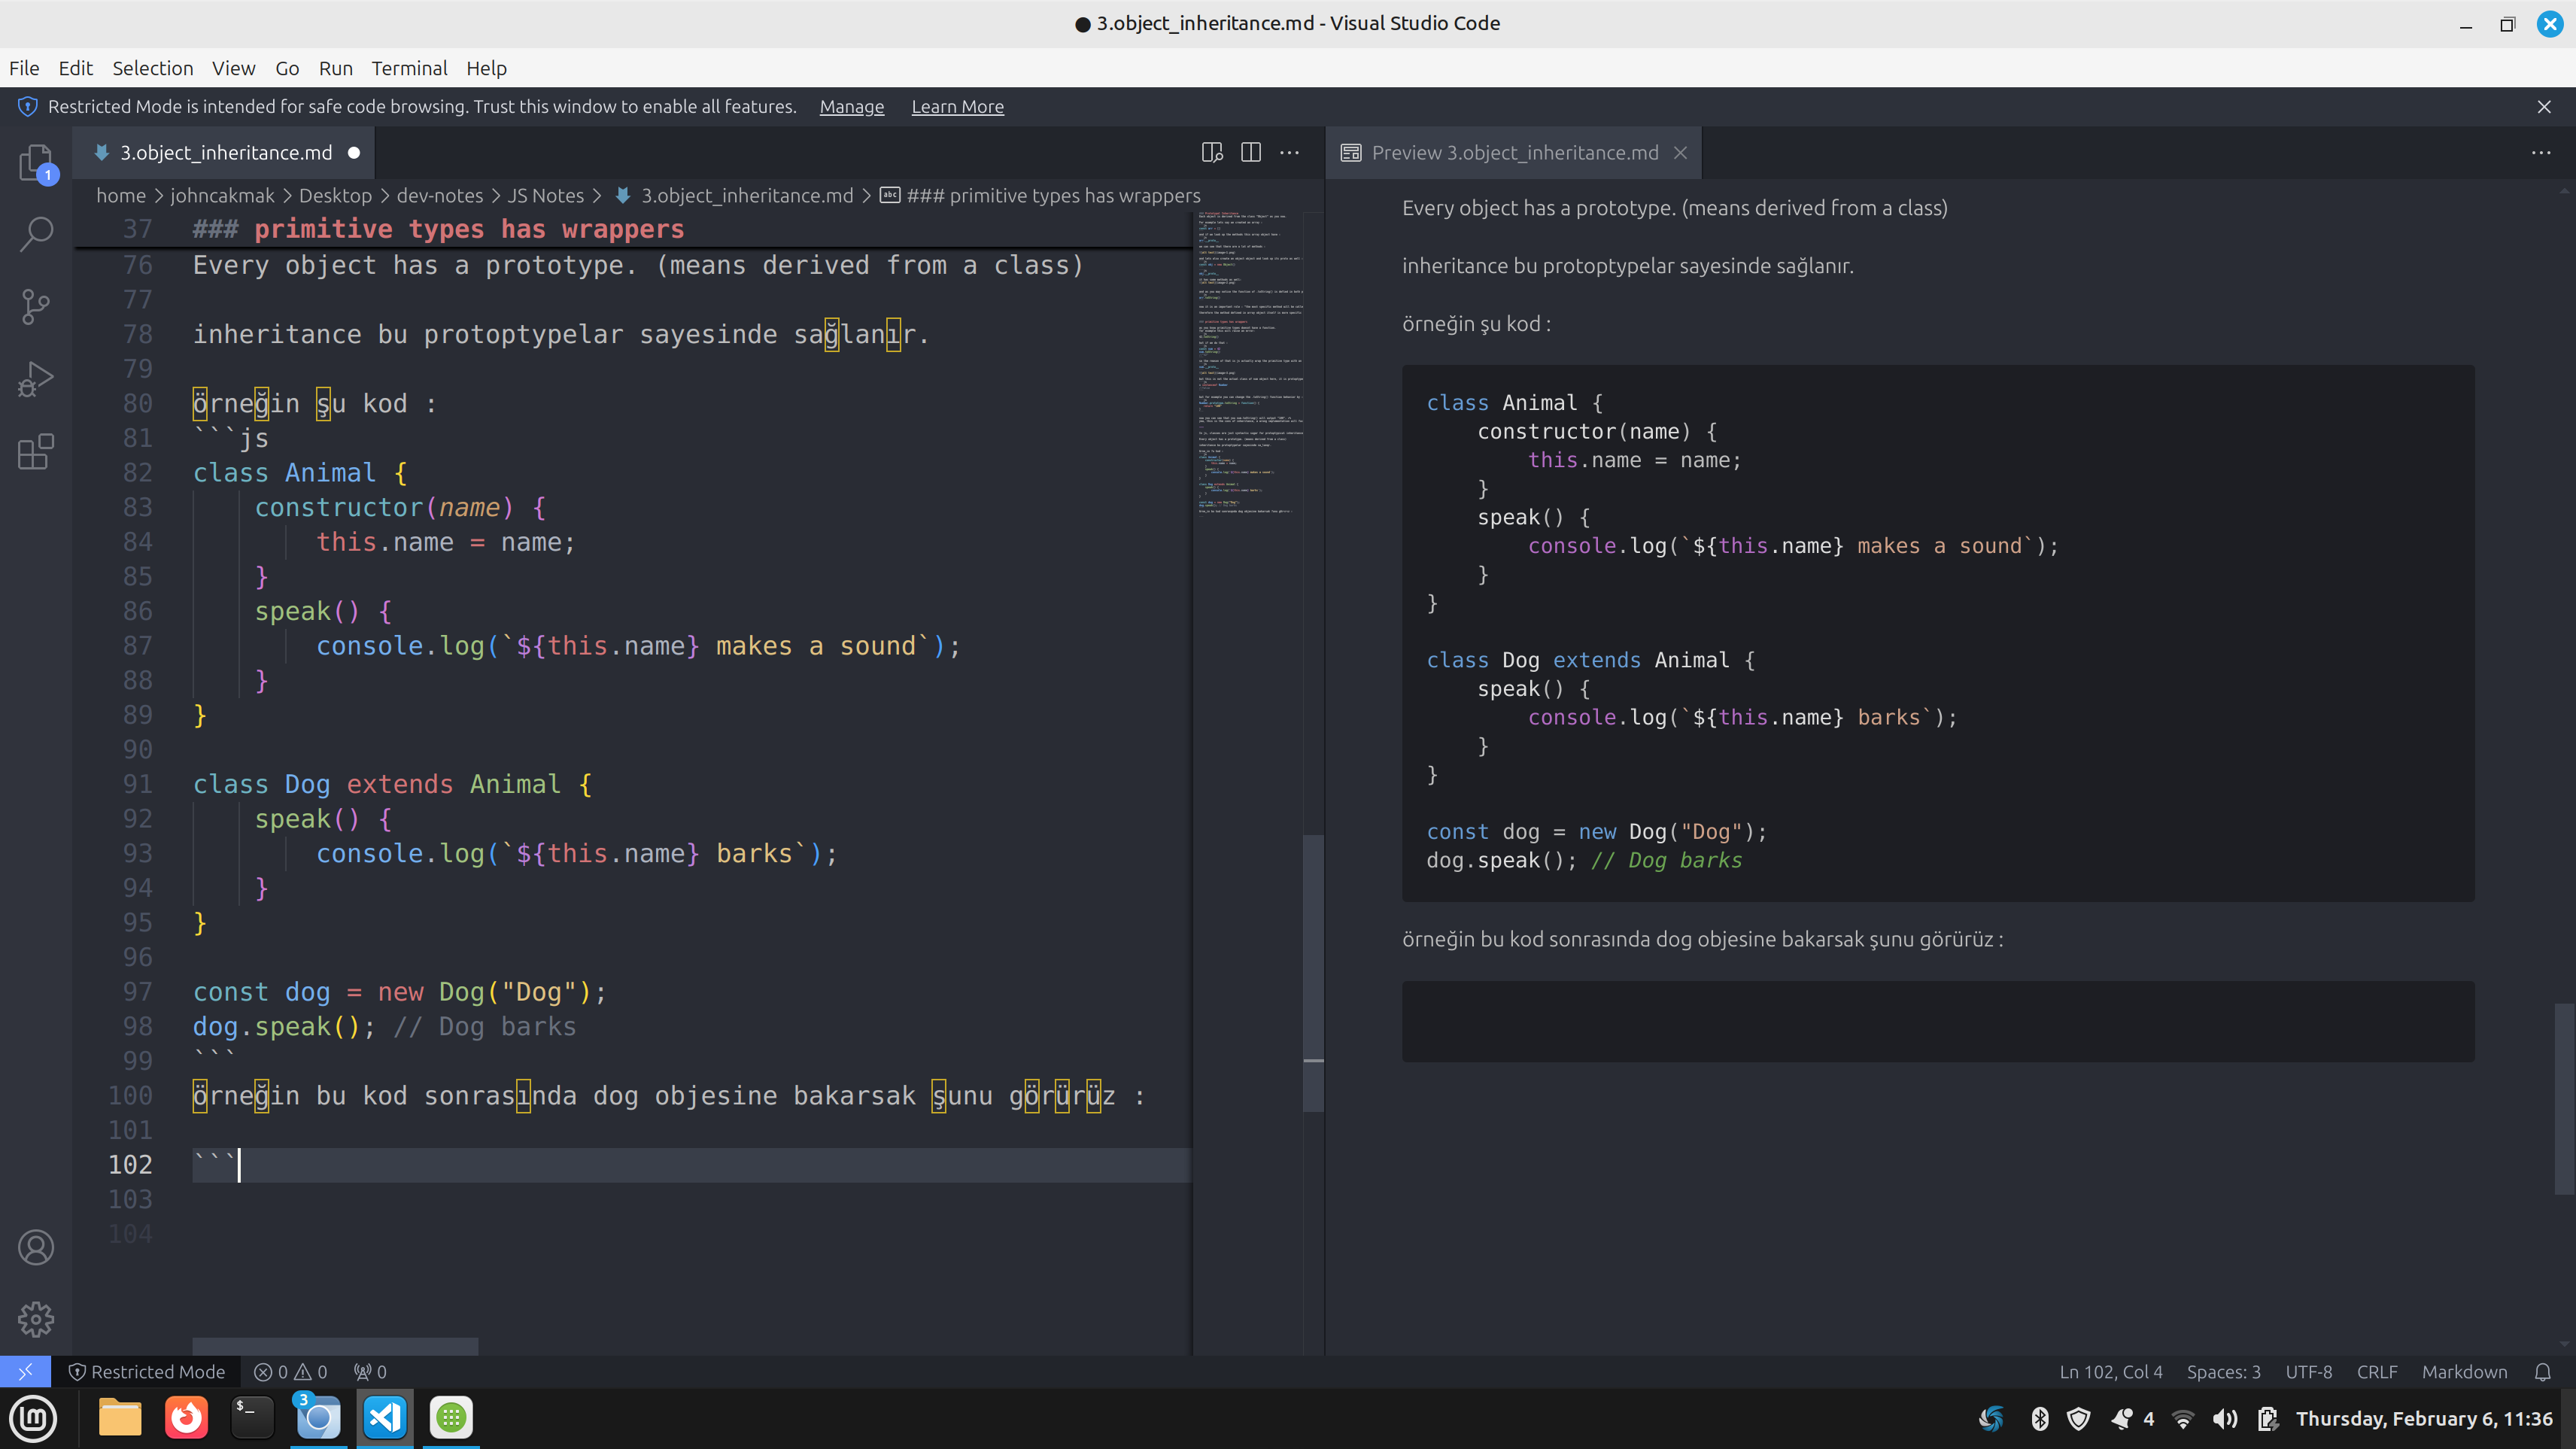 ● 3.object_inheritance.md - Visual Studio Code
File Edit Selection View Go Run Terminal Help
Restricted Mode is intended for safe code browsing. Trust this window to enable all features. Manage Learn More
1
3.object_inheritance.md ●
Preview 3.object_inheritance.md
home > johncakmak > Desktop > dev-notes > JS Notes > 3.object_inheritance.md > abc ### primitive types has wrappers
37 ### primitive types has wrappers
76 Every object has a prototype. (means derived from a class)
77
78 inheritance bu protoptypelar sayesinde sağlanır.
79
80 örneğin şu kod :
81 ```js
82 class Animal {
83 constructor(name) {
84 this.name = name;
85 }
86 speak() {
87 console.log(`${this.name} makes a sound`);
88 }
89 }
90
91 class Dog extends Animal {
92 speak() {
93 console.log(`${this.name} barks`);
94 }
95 }
96
97 const dog = new Dog("Dog");
98 dog.speak(); // Dog barks
99 ```
100 örneğin bu kod sonrasında dog objesine bakarsak şunu görürüz :
101
102 ```
103
104
Every object has a prototype. (means derived from a class)
inheritance bu protoptypelar sayesinde sağlanır.
örneğin şu kod :
class Animal {
constructor(name) {
this.name = name;
}
speak() {
console.log(`${this.name} makes a sound`);
}
}
class Dog extends Animal {
speak() {
console.log(`${this.name} barks`);
}
}
const dog = new Dog("Dog");
dog.speak(); // Dog barks
örneğin bu kod sonrasında dog objesine bakarsak şunu görürüz :
Restricted Mode 0 0 0
Ln 102, Col 4 Spaces: 3 UTF-8 CRLF Markdown
$_ 3
4 Thursday, February 6, 11:36